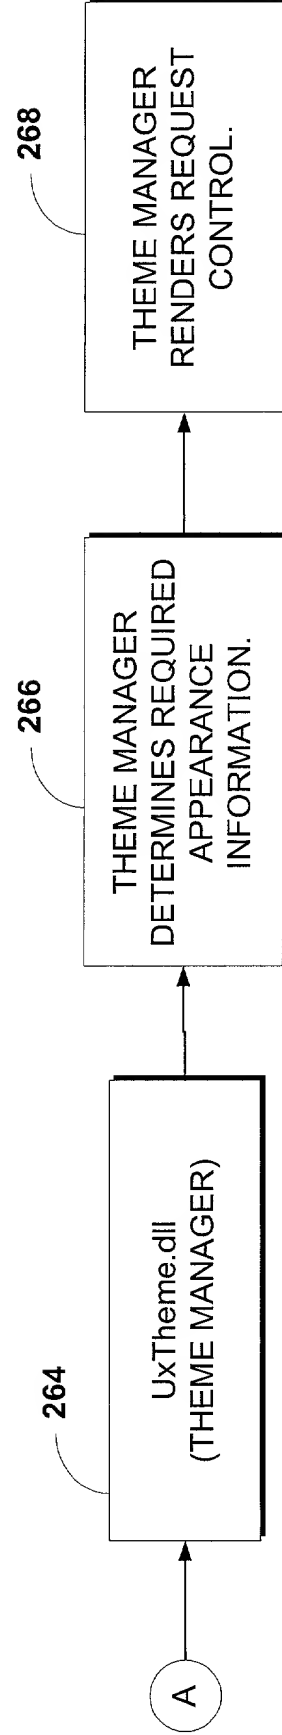 A
264
UxTheme.dll
(THEME MANAGER)
266
THEME MANAGER
DETERMINES REQUIRED
APPEARANCE
INFORMATION.
268
THEME MANAGER
RENDERS REQUEST
CONTROL.